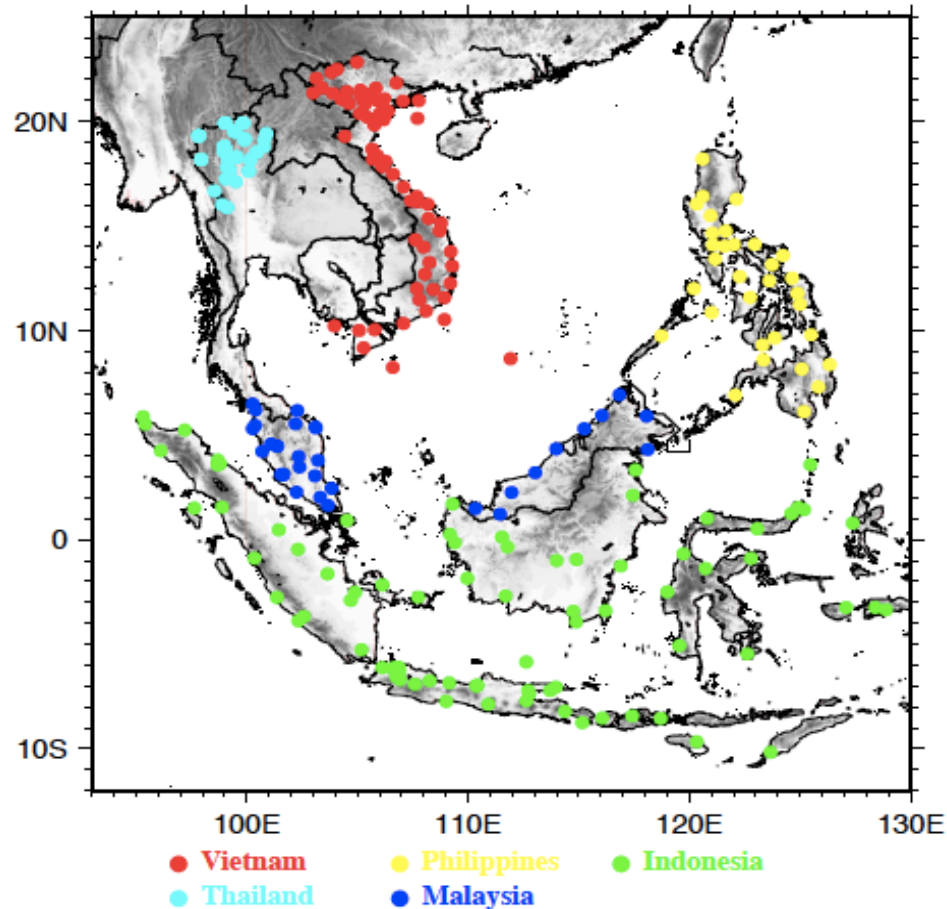 20N
10N
0
10S
100E 110E 120E 130E
Vietnam Philippines Indonesia
Thailand Malaysia